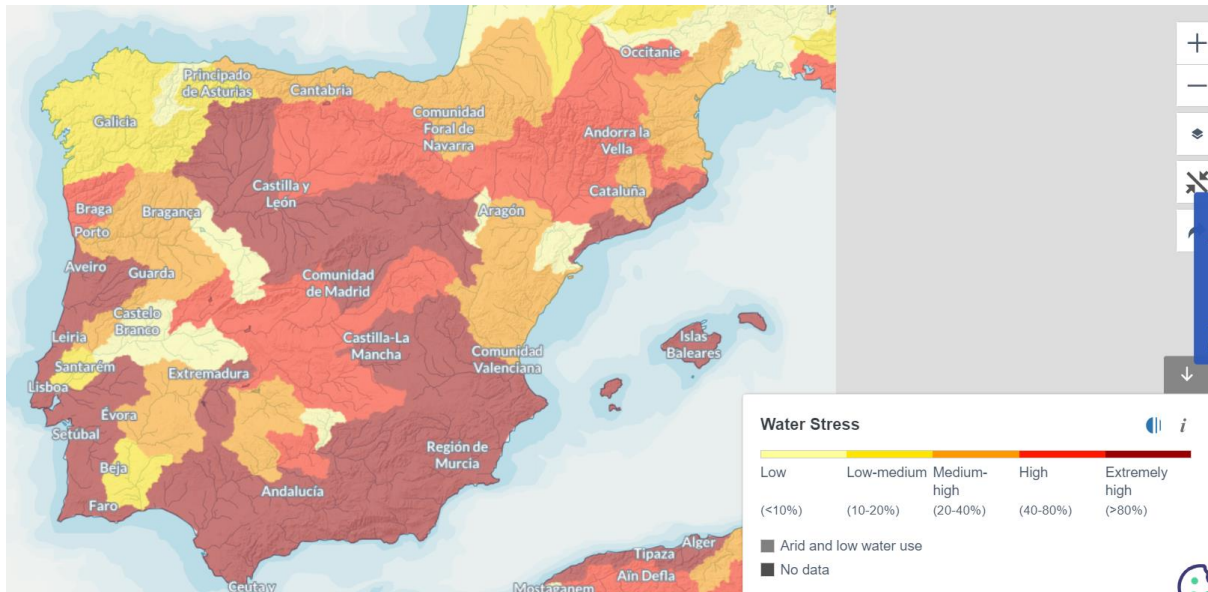 Occitanie
Principado
de Asturias
Cantabria
Galicia
Comunidad
Foral de
Navarra
Andorra la
Vella
Castilla y
León
Cataluña
Braga
Bragança
Aragón
Porto
Aveiro
Guarda
Comunidad
de Madrid
Castelo
Branco
Leiria
Castilla-La
Mancha
Islas
Baleares
Comunidad
Valenciana
Santarém
Extremadura
Lisboa
Évora
Setúbal
Región de
Murcia
Beja
Andalucía
Faro
Ceuta y
Alger
Tipaza
Aïn Defla
Mostaganem
Water Stress
i
Low Low-medium Medium-high High Extremely high
(<10%) (10-20%) (20-40%) (40-80%) (>80%)
Arid and low water use
No data